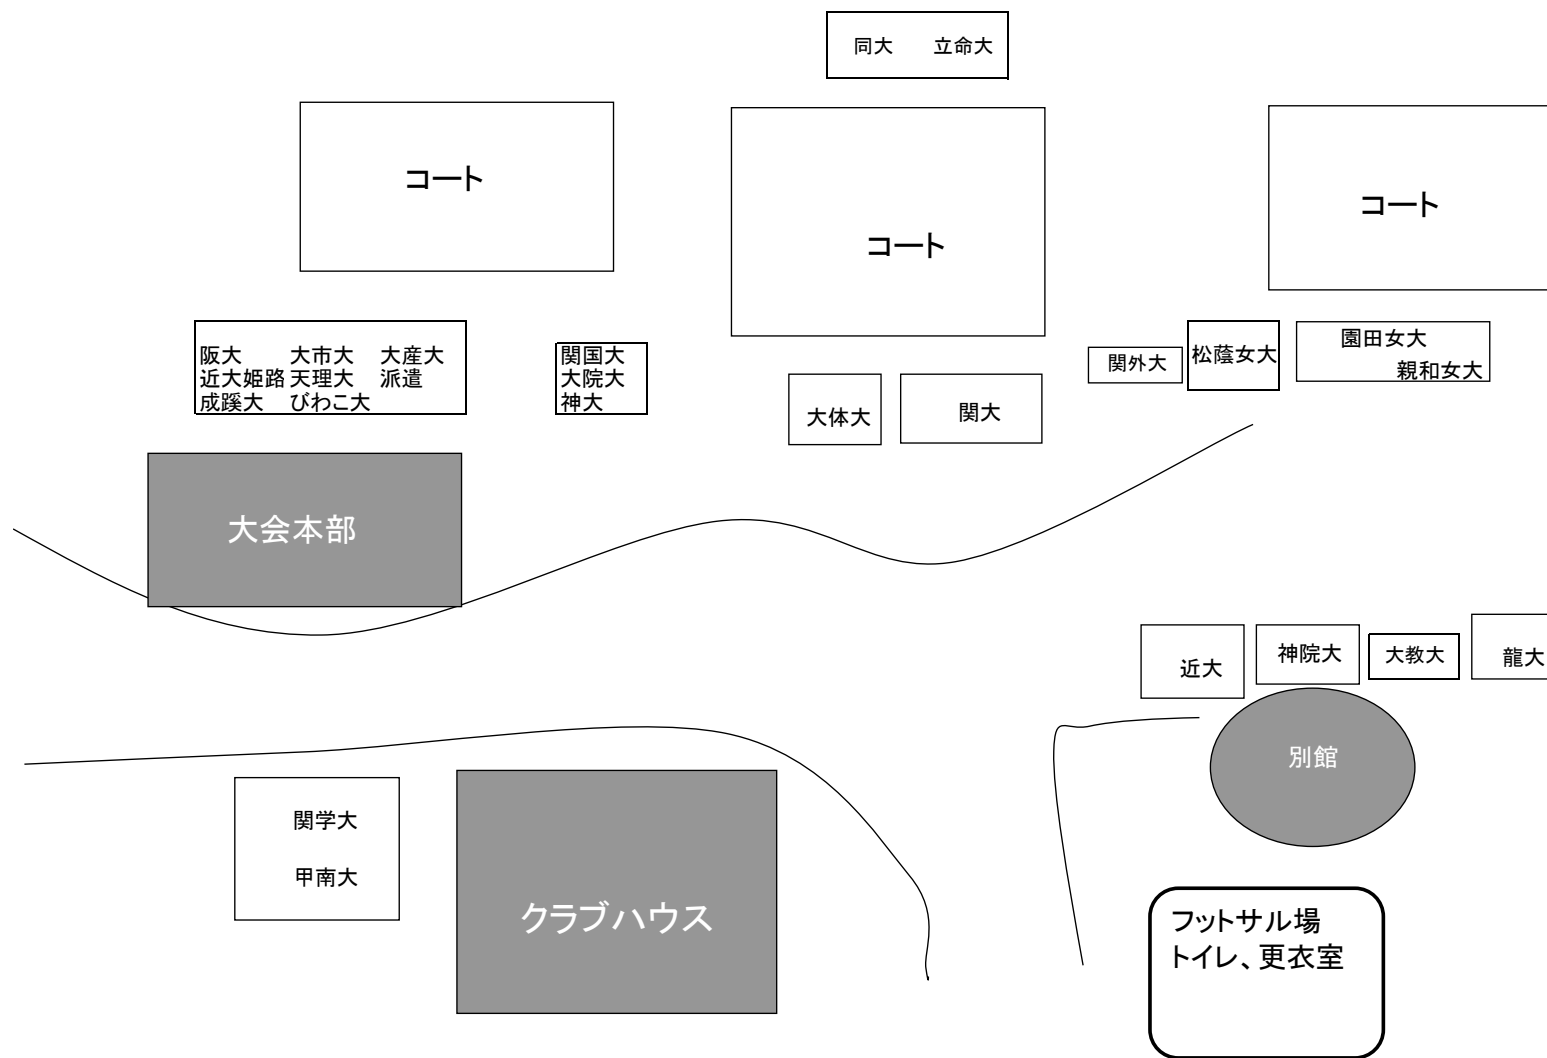 同大 立命大
コート
コート
コート
阪大 大市大 大産大
近大姫路 天理大 派遣
成蹊大 びわこ大
関国大
大院大
神大
大体大
関大
関外大
松蔭女大
園田女大
親和女大
大会本部
近大
神院大
大教大
龍大
別館
関学大
甲南大
クラブハウス
フットサル場
トイレ、更衣室